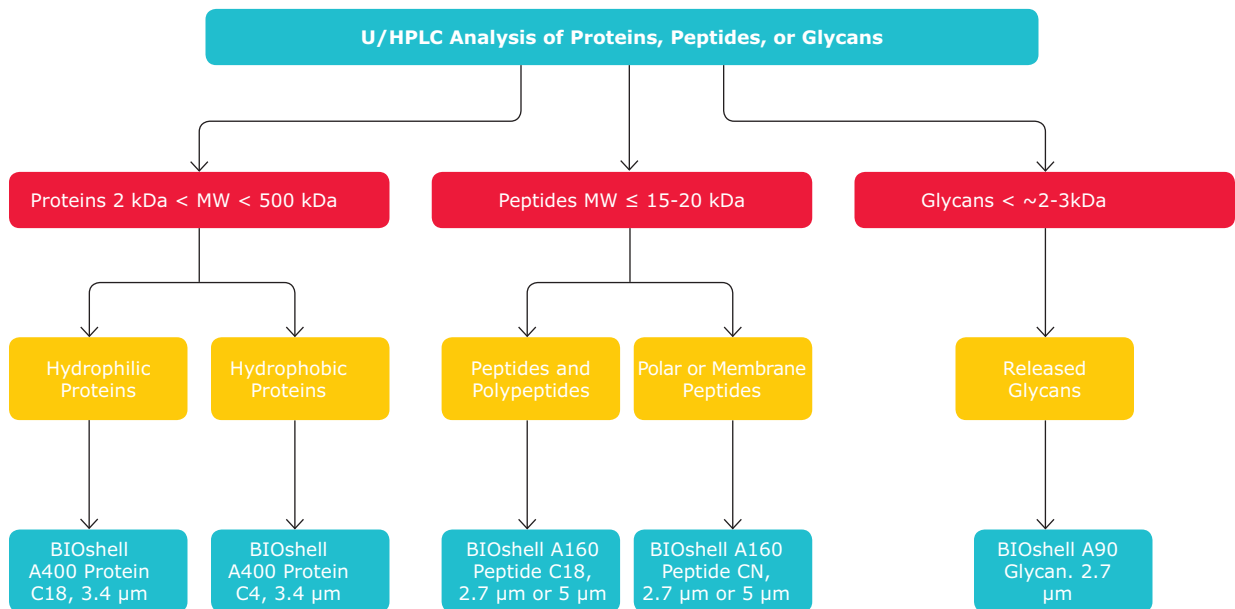 U/HPLC Analysis of Proteins, Peptides, or Glycans
Proteins 2 kDa < MW < 500 kDa
Peptides MW ≤ 15-20 kDa
Glycans < ~2-3kDa
Hydrophilic
Proteins
Hydrophobic
Proteins
Peptides and
Polypeptides
Polar or Membrane
Peptides
Released
Glycans
BIOshell
A400 Protein
C18, 3.4 µm
BIOshell
A400 Protein
C4, 3.4 µm
BIOshell A160
Peptide C18,
2.7 µm or 5 µm
BIOshell A160
Peptide CN,
2.7 µm or 5 µm
BIOshell A90
Glycan. 2.7
µm